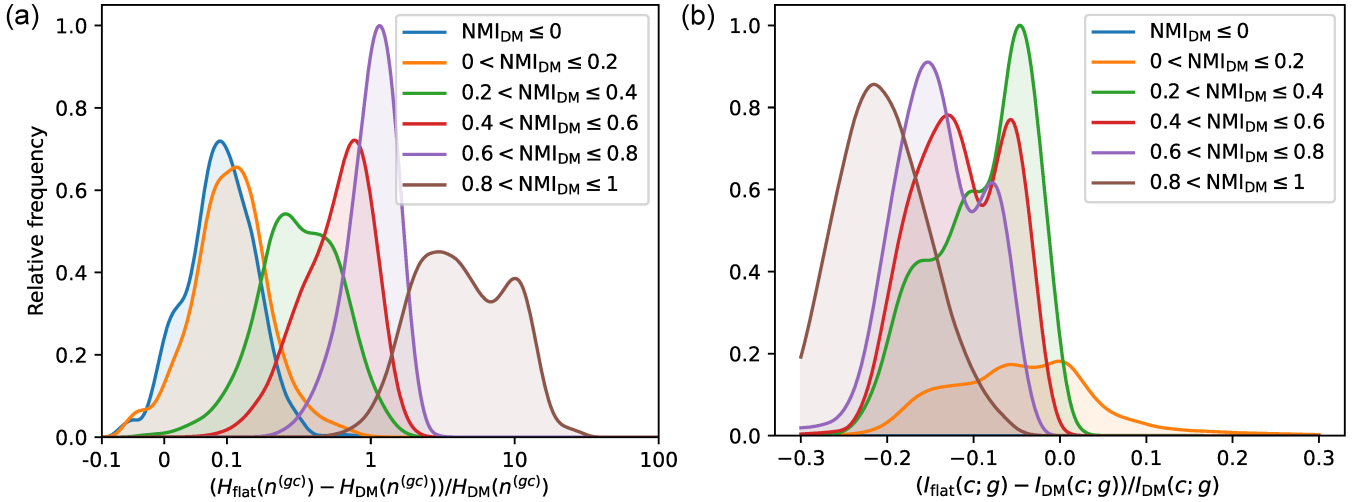 (a)
Relative frequency
1.0
0.8
0.6
0.4
0.2
0.0
-0.1 0 0.1 1 10 100
(H_flat(n^(gc)) − H_DM(n^(gc)))/H_DM(n^(gc))
NMI_DM ≤ 0
0 < NMI_DM ≤ 0.2
0.2 < NMI_DM ≤ 0.4
0.4 < NMI_DM ≤ 0.6
0.6 < NMI_DM ≤ 0.8
0.8 < NMI_DM ≤ 1
(b)
1.0
0.8
0.6
0.4
0.2
0.0
−0.3 −0.2 −0.1 0.0 0.1 0.2 0.3
(I_flat(c; g) − I_DM(c; g))/I_DM(c; g)
NMI_DM ≤ 0
0 < NMI_DM ≤ 0.2
0.2 < NMI_DM ≤ 0.4
0.4 < NMI_DM ≤ 0.6
0.6 < NMI_DM ≤ 0.8
0.8 < NMI_DM ≤ 1